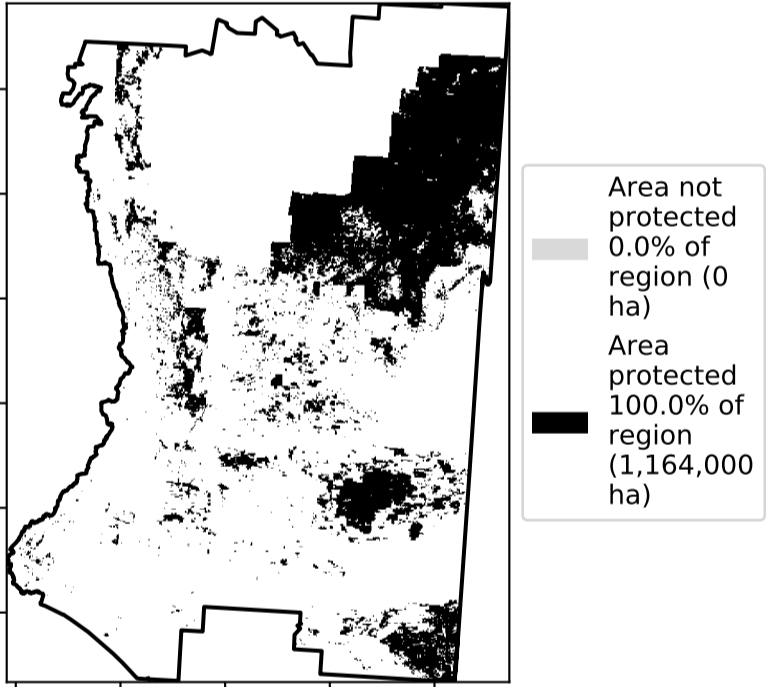 Area not
protected
0.0% of
region (0
ha)
Area
protected
100.0% of
region
(1,164,000
ha)